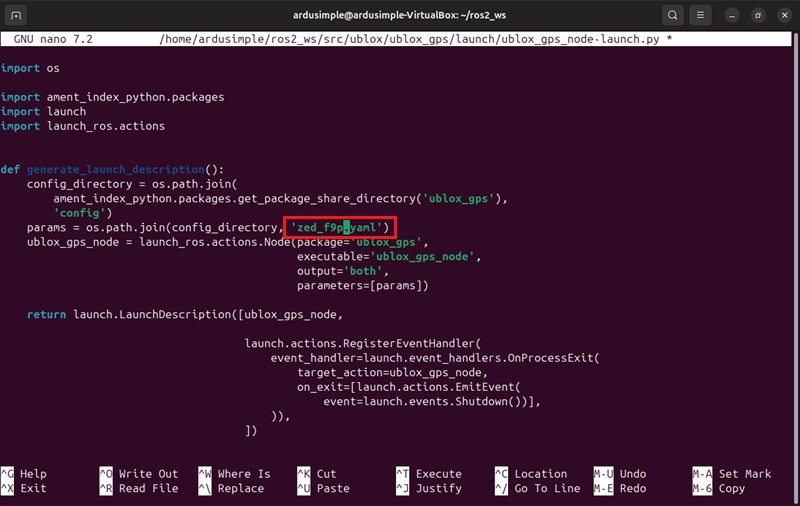 ardusimple@ardusimple-VirtualBox: ~/ros2_ws
GNU nano 7.2 /home/ardusimple/ros2_ws/src/ublox/ublox_gps/launch/ublox_gps_node-launch.py *
import os
import ament_index_python.packages
import launch
import launch_ros.actions
def generate_launch_description():
config_directory = os.path.join(
ament_index_python.packages.get_package_share_directory('ublox_gps'),
'config')
params = os.path.join(config_directory, 'zed_f9p.yaml')
ublox_gps_node = launch_ros.actions.Node(package='ublox_gps',
executable='ublox_gps_node',
output='both',
parameters=[params])
return launch.LaunchDescription([ublox_gps_node,
launch.actions.RegisterEventHandler(
event_handler=launch.event_handlers.OnProcessExit(
target_action=ublox_gps_node,
on_exit=[launch.actions.EmitEvent(
event=launch.events.Shutdown())],
)),
])
^G Help ^O Write Out ^W Where Is ^K Cut ^T Execute ^C Location M-U Undo M-A Set Mark
^X Exit ^R Read File ^\ Replace ^U Paste ^J Justify ^/ Go To Line M-E Redo M-6 Copy